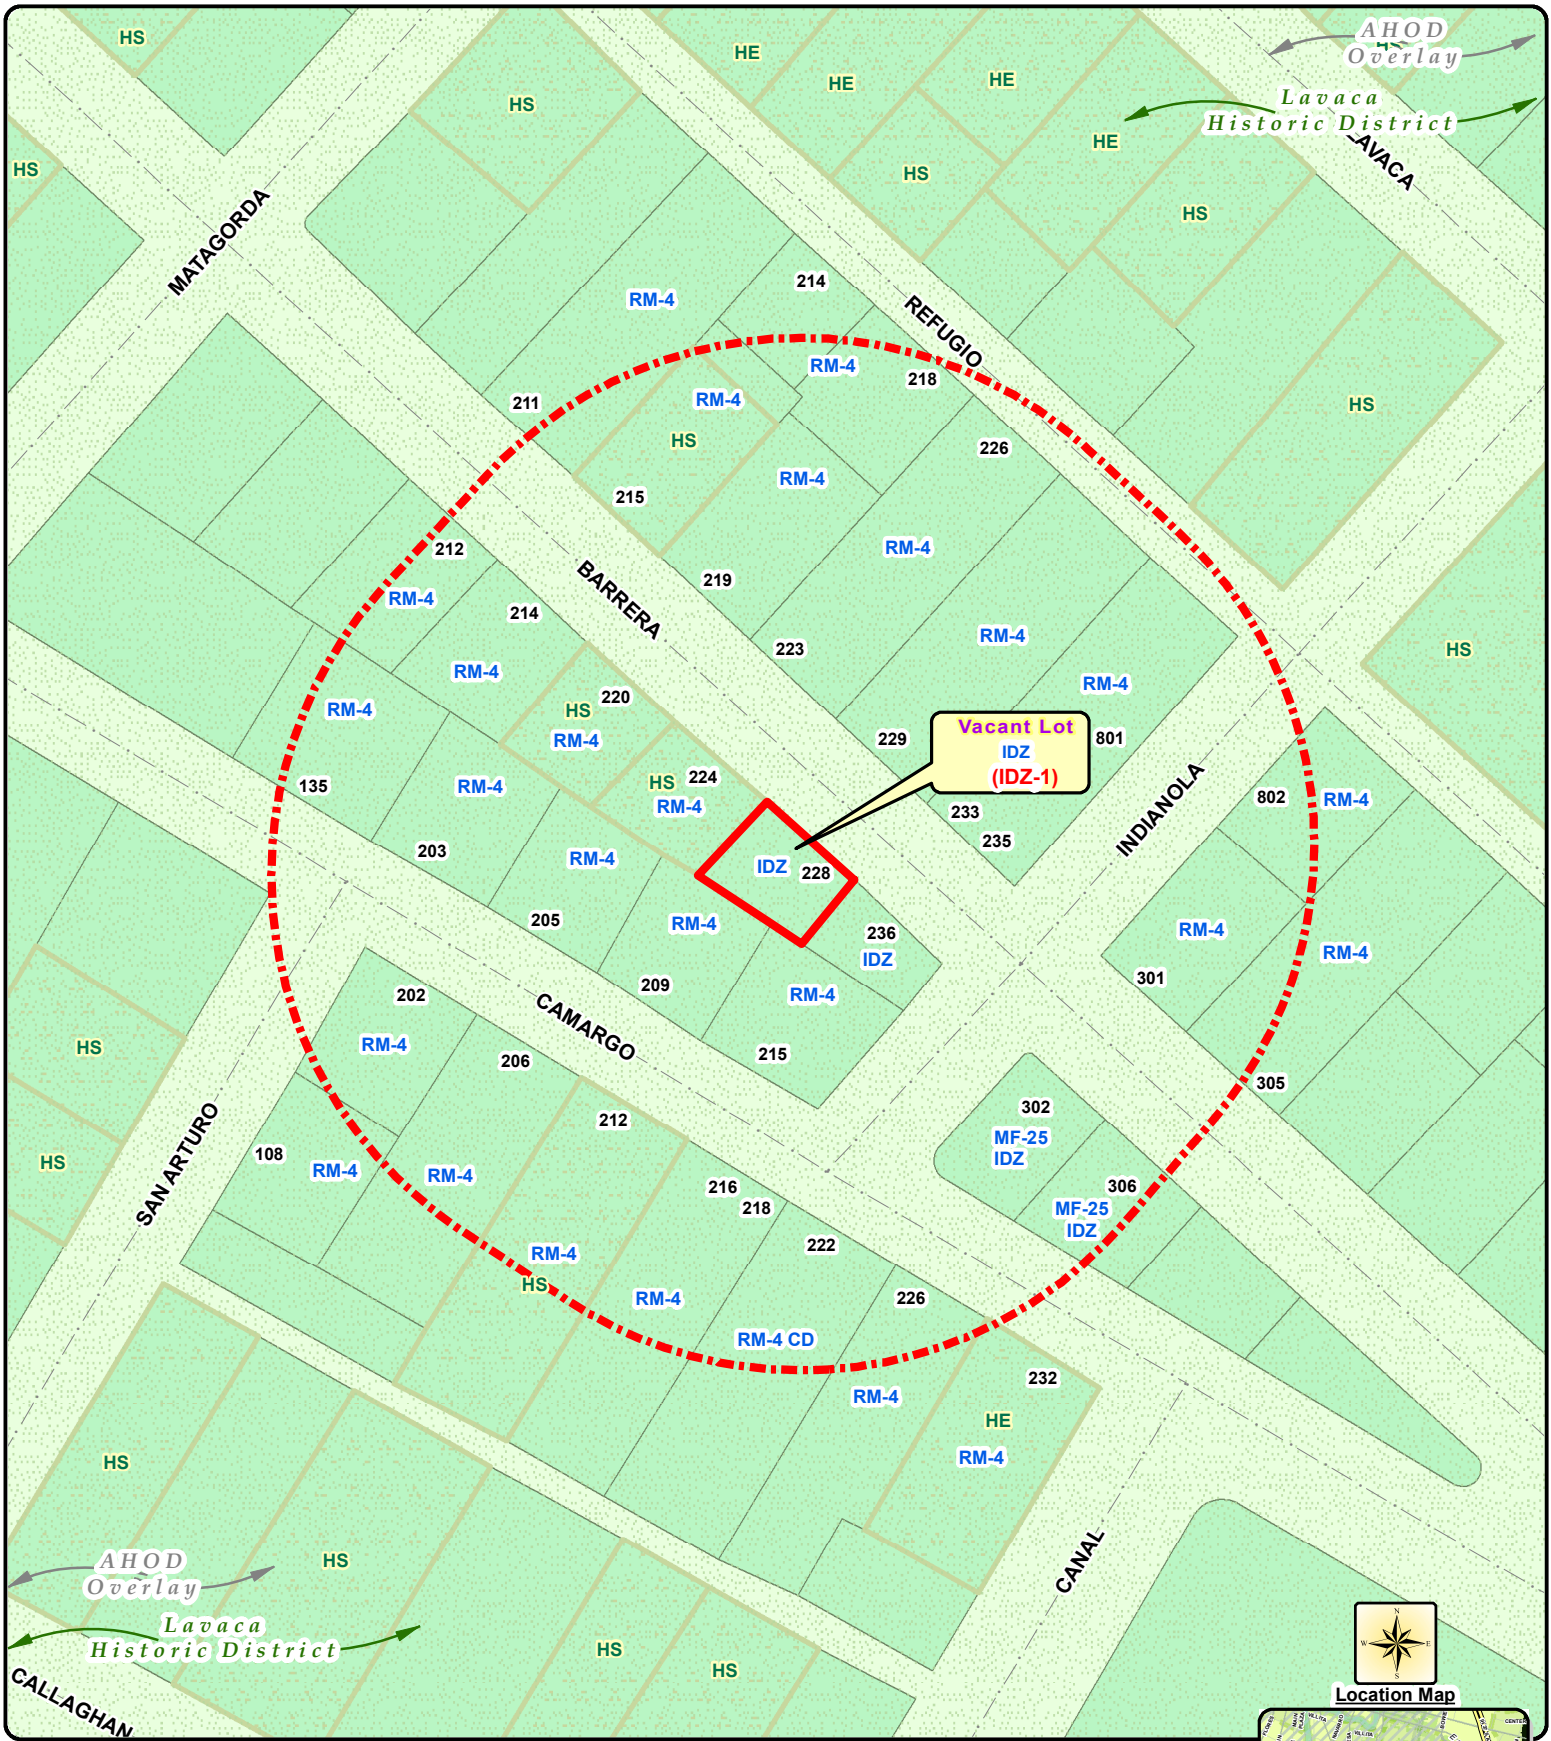 HS
AHOD
Overlay
HS
HE
HE
HE
HS
Lavaca
Historic District
HE
LAVACA
HS
HS
HS
MATAGORDA
214
RM-4
REFUGIO
RM-4
218
RM-4
211
HS
HS
226
RM-4
215
212
RM-4
BARRERA
219
RM-4
214
RM-4
223
HS
RM-4
RM-4
220
HS
RM-4
RM-4
229
801
Vacant Lot
IDZ
(IDZ-1)
224
HS
RM-4
135
RM-4
INDIANOLA
802
RM-4
233
235
203
RM-4
IDZ
228
205
RM-4
236
IDZ
RM-4
RM-4
209
RM-4
301
202
CAMARGO
RM-4
HS
206
215
305
302
MF-25
IDZ
212
SAN ARTURO
108
RM-4
RM-4
HS
216
218
306
MF-25
IDZ
222
RM-4
HS
RM-4
226
RM-4 CD
232
RM-4
HE
RM-4
HS
CANAL
HS
AHOD
Overlay
Lavaca
Historic District
HS
HS
CALLAGHAN
N
W E
S
Location Map